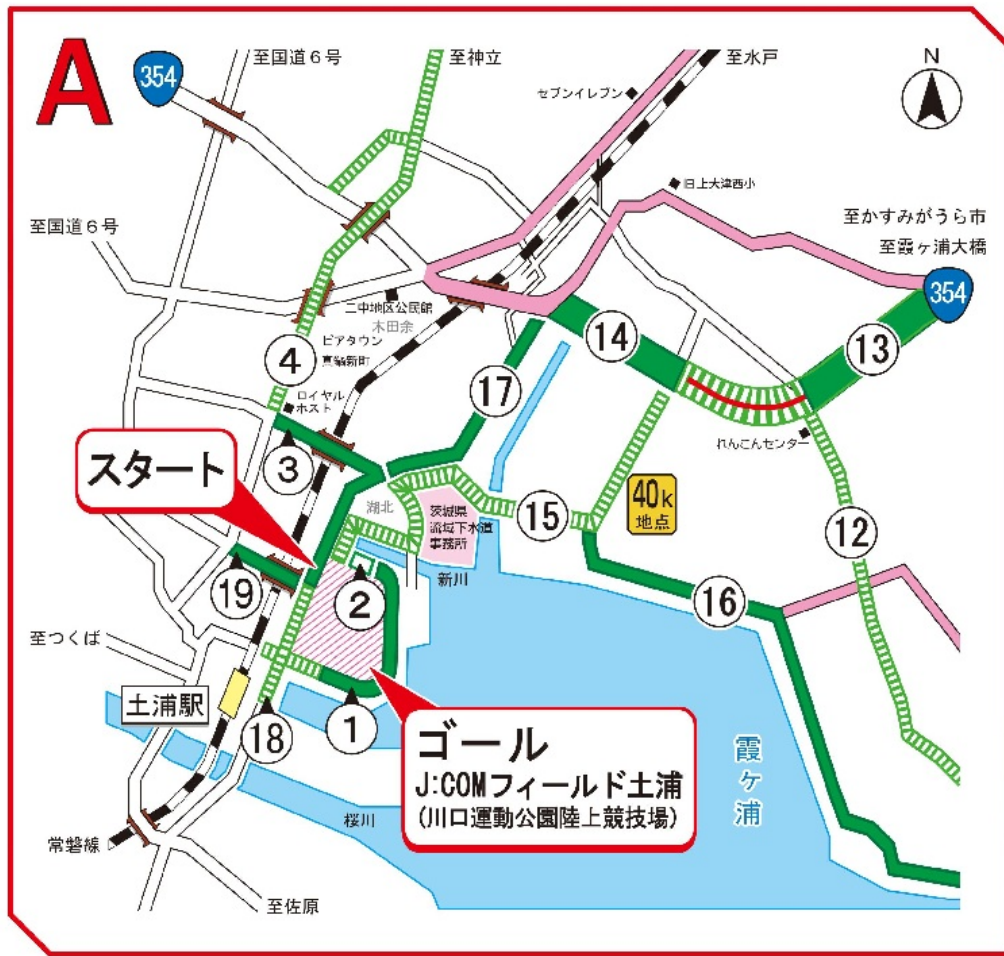 A
354
至国道6号
至神立
至水戸
N
セブンイレブン
旧上大津西小
至国道6号
至かすみがうら市
至霞ヶ浦大橋
354
二中地区公民館
木田余
ピアタウン
真鍋新町
④
⑭
⑬
⑰
ロイヤル
ホスト
れんこんセンター
③
スタート
湖北
茨城県
流域下水道
事務所
⑮
40k
地点
⑫
新川
②
⑲
⑯
至つくば
土浦駅
⑱
①
ゴール
J:COMフィールド土浦
(川口運動公園陸上競技場)
霞ヶ浦
桜川
常磐線
至佐原